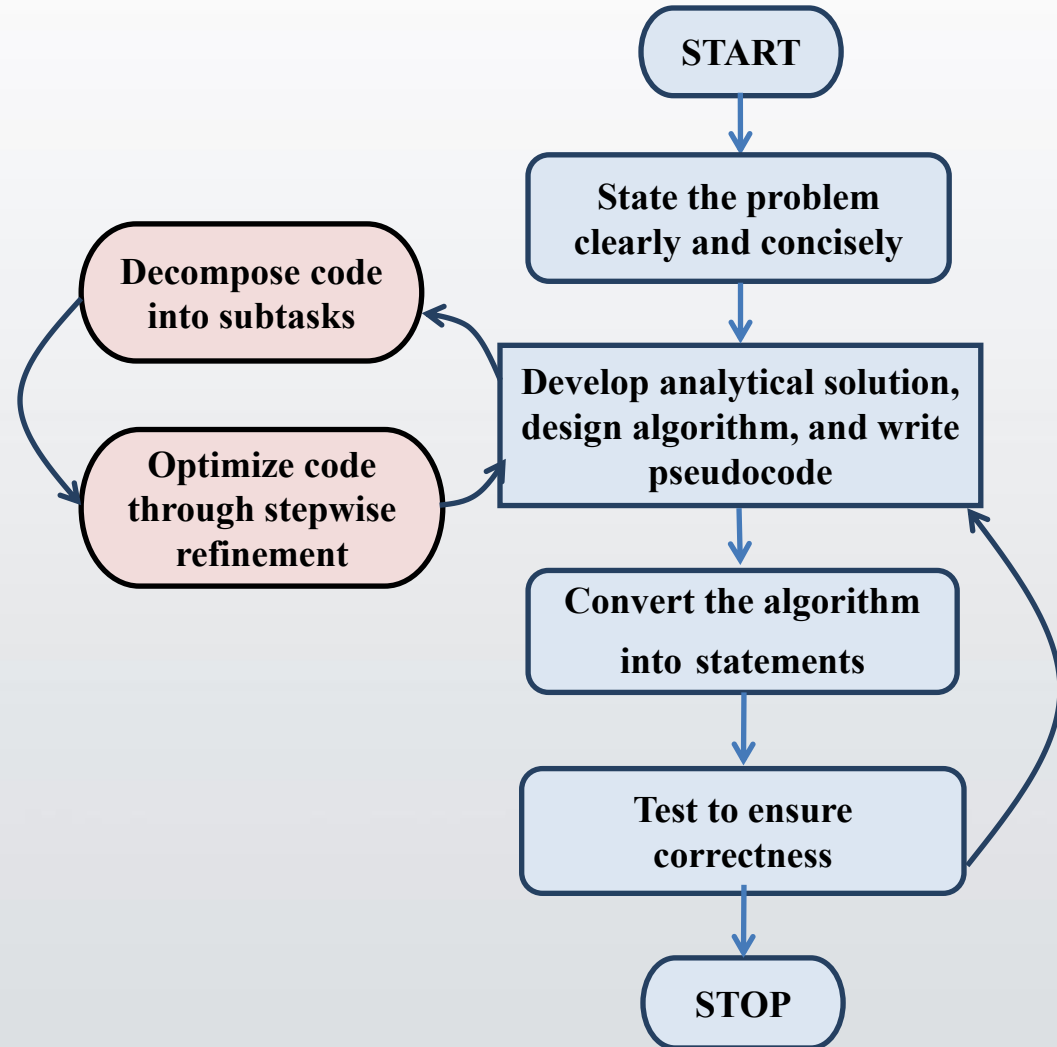 START
State the problem
clearly and concisely
Decompose code
into subtasks
Develop analytical solution,
design algorithm, and write
pseudocode
Optimize code
through stepwise
refinement
Convert the algorithm
into statements
Test to ensure
correctness
STOP